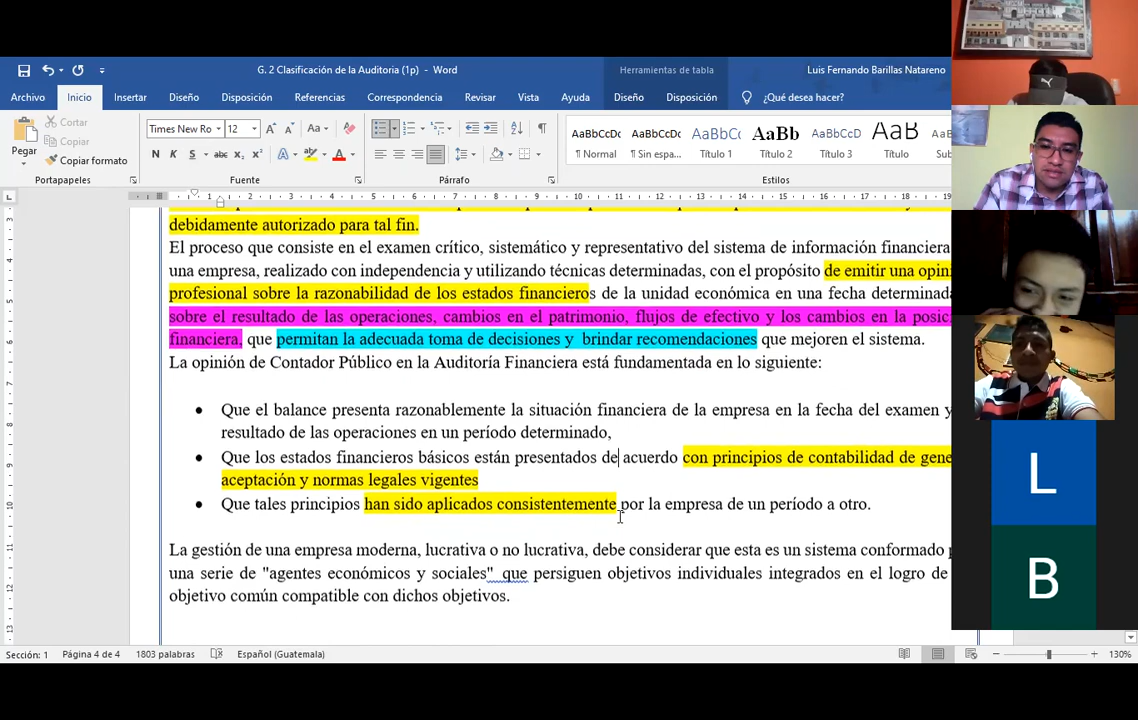 G. 2 Clasificación de la Auditoria (1p) - Word
Herramientas de tabla
Luis Fernando Barillas Natareno
Archivo Inicio Insertar Diseño Disposición Referencias Correspondencia Revisar Vista Ayuda Diseño Disposición ¿Qué desea hacer?
Pegar
Cortar
Copiar
Copiar formato
Portapapeles
Times New Ro 12
N K S abc x₂ x²
Fuente
Párrafo
AaBbCcDc AaBbCcDc AaBbCcI AaBb AaBbCcD AaB
¶ Normal ¶ Sin espa... Título 1 Título 2 Título 3 Título
Estilos
debidamente autorizado para tal fin.
El proceso que consiste en el examen crítico, sistemático y representativo del sistema de información financiera
una empresa, realizado con independencia y utilizando técnicas determinadas, con el propósito de emitir una opini
profesional sobre la razonabilidad de los estados financieros de la unidad económica en una fecha determinada
sobre el resultado de las operaciones, cambios en el patrimonio, flujos de efectivo y los cambios en la posic
financiera, que permitan la adecuada toma de decisiones y brindar recomendaciones que mejoren el sistema.
La opinión de Contador Público en la Auditoría Financiera está fundamentada en lo siguiente:
• Que el balance presenta razonablemente la situación financiera de la empresa en la fecha del examen y
resultado de las operaciones en un período determinado,
• Que los estados financieros básicos están presentados de acuerdo con principios de contabilidad de gene
aceptación y normas legales vigentes
• Que tales principios han sido aplicados consistentemente por la empresa de un período a otro.
La gestión de una empresa moderna, lucrativa o no lucrativa, debe considerar que esta es un sistema conformado p
una serie de "agentes económicos y sociales" que persiguen objetivos individuales integrados en el logro de
objetivo común compatible con dichos objetivos.
L
B
Sección: 1 Página 4 de 4 1803 palabras Español (Guatemala) 130%